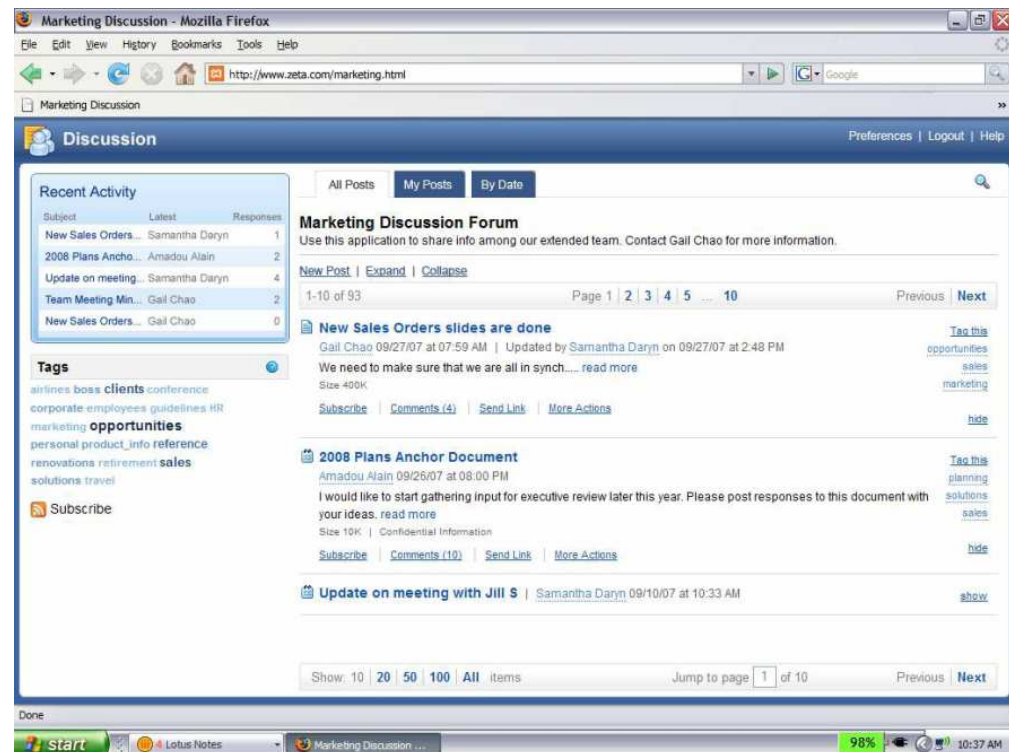 Marketing Discussion - Mozilla Firefox
File Edit View History Bookmarks Tools Help
http://www.zeta.com/marketing.html
Google
Marketing Discussion
Discussion
Preferences | Logout | Help
Recent Activity
Subject Latest Responses
New Sales Orders... Samantha Daryn 1
2008 Plans Ancho... Amadou Alain 2
Update on meeting... Samantha Daryn 4
Team Meeting Min... Gail Chao 2
New Sales Orders... Gail Chao 0
Tags
airlines boss clients conference
corporate employees guidelines HR
marketing opportunities
personal product_info reference
renovations retirement sales
solutions travel
Subscribe
All Posts My Posts By Date
Marketing Discussion Forum
Use this application to share info among our extended team. Contact Gail Chao for more information.
New Post | Expand | Collapse
1-10 of 93 Page 1 | 2 | 3 | 4 | 5 ... 10 Previous | Next
New Sales Orders slides are done
Gail Chao 09/27/07 at 07:59 AM | Updated by Samantha Daryn on 09/27/07 at 2:48 PM
We need to make sure that we are all in synch..... read more
Size 400K
Subscribe | Comments (4) | Send Link | More Actions
Tag this
opportunities
sales
marketing
hide
2008 Plans Anchor Document
Amadou Alain 09/26/07 at 08:00 PM
I would like to start gathering input for executive review later this year. Please post responses to this document with
your ideas. read more
Size 10K | Confidential Information
Subscribe | Comments (10) | Send Link | More Actions
Tag this
planning
solutions
sales
hide
Update on meeting with Jill S | Samantha Daryn 09/10/07 at 10:33 AM
show
Show: 10 | 20 | 50 | 100 | All items Jump to page 1 of 10 Previous | Next
Done
start 4 Lotus Notes Marketing Discussion ... 98% 10:37 AM